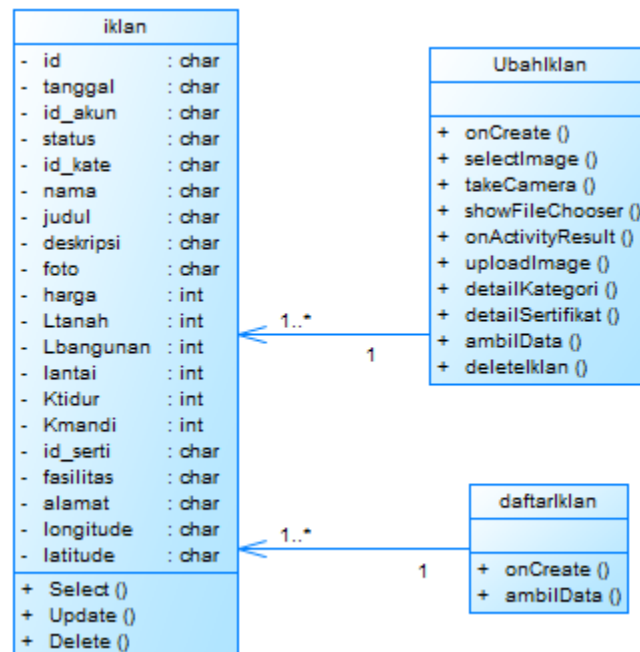 iklan
- id : char
- tanggal : char
- id_akun : char
- status : char
- id_kate : char
- nama : char
- judul : char
- deskripsi : char
- foto : char
- harga : int
- Ltanah : int
- Lbangunan : int
- lantai : int
- Ktidur : int
- Kmandi : int
- id_serti : char
- fasilitas : char
- alamat : char
- longitude : char
- latitude : char
+ Select ()
+ Update ()
+ Delete ()
1..*
1
UbahIklan
+ onCreate ()
+ selectImage ()
+ takeCamera ()
+ showFileChooser ()
+ onActivityResult ()
+ uploadImage ()
+ detailKategori ()
+ detailSertifikat ()
+ ambilData ()
+ deleteIklan ()
1..*
1
daftarIklan
+ onCreate ()
+ ambilData ()